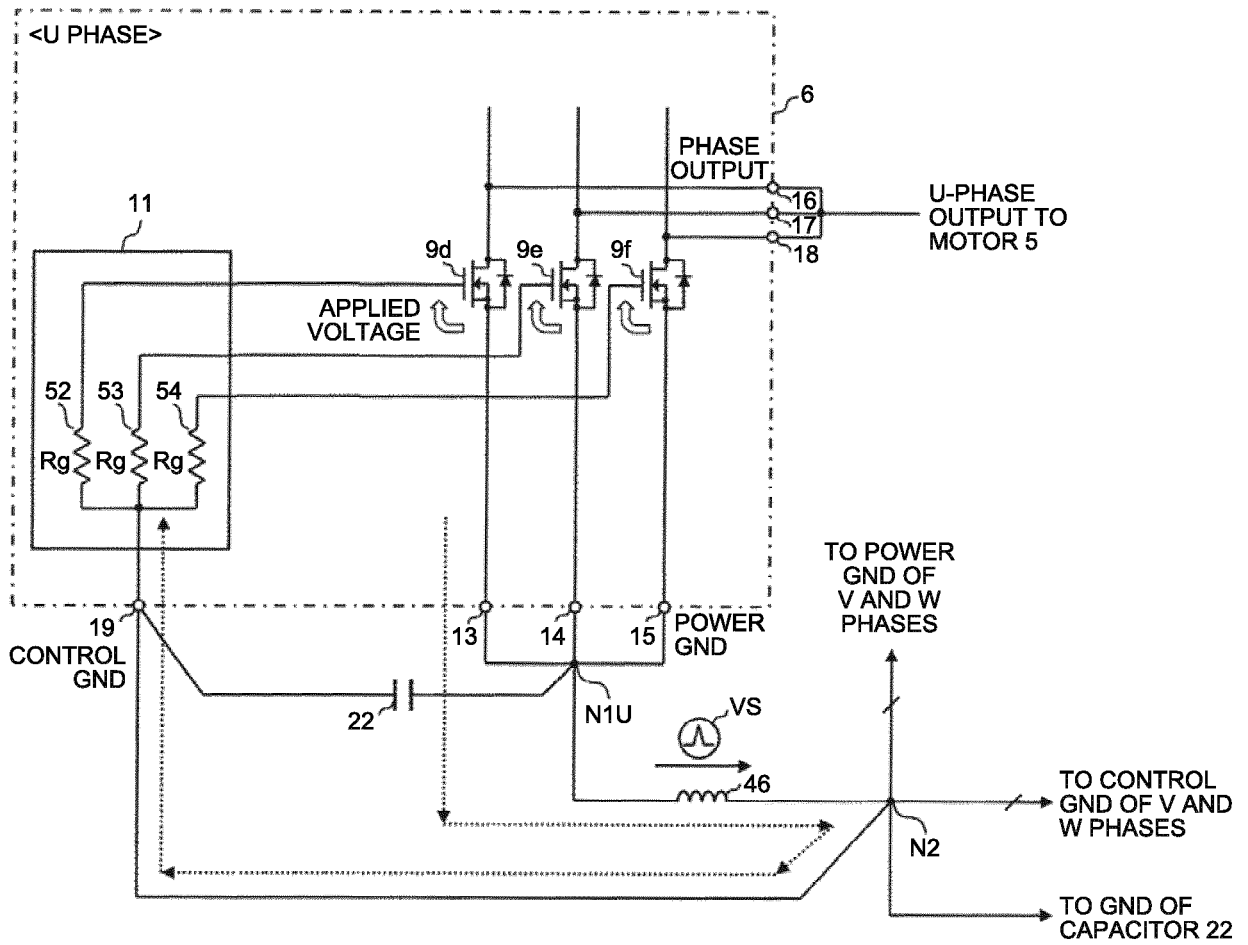 <U PHASE>
6
PHASE
OUTPUT
16
17
18
U-PHASE
OUTPUT TO
MOTOR 5
11
9d
9e
9f
APPLIED
VOLTAGE
52
53
54
Rg
Rg
Rg
TO POWER
GND OF
V AND W
PHASES
19
13
14
15
POWER
GND
CONTROL
GND
22
N1U
VS
46
TO CONTROL
GND OF V AND
W PHASES
N2
TO GND OF
CAPACITOR 22